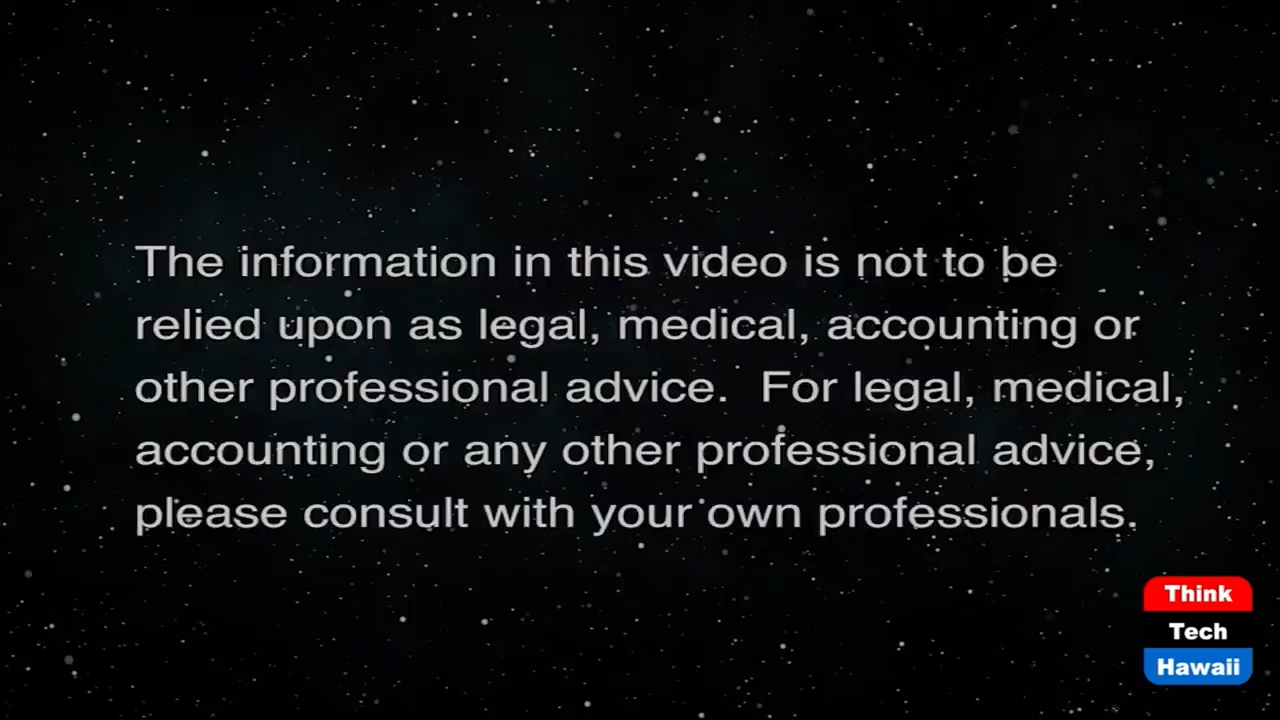 The information in this video is not to be
relied upon as legal, medical, accounting or
other professional advice.  For legal, medical,
accounting or any other professional advice,
please consult with your own professionals.
Think
Tech
Hawaii